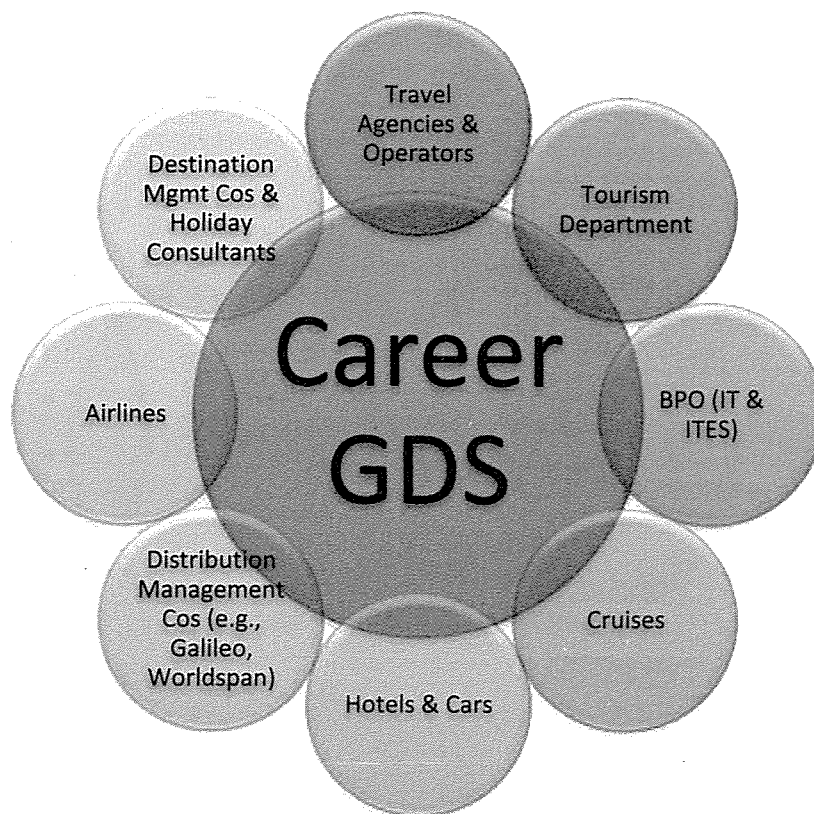 Travel
Agencies &
Operators
Tourism
Department
BPO (IT &
ITES)
Cruises
Hotels & Cars
Distribution
Management
Cos (e.g.,
Galileo,
Worldspan)
Airlines
Destination
Mgmt Cos &
Holiday
Consultants
Career
GDS